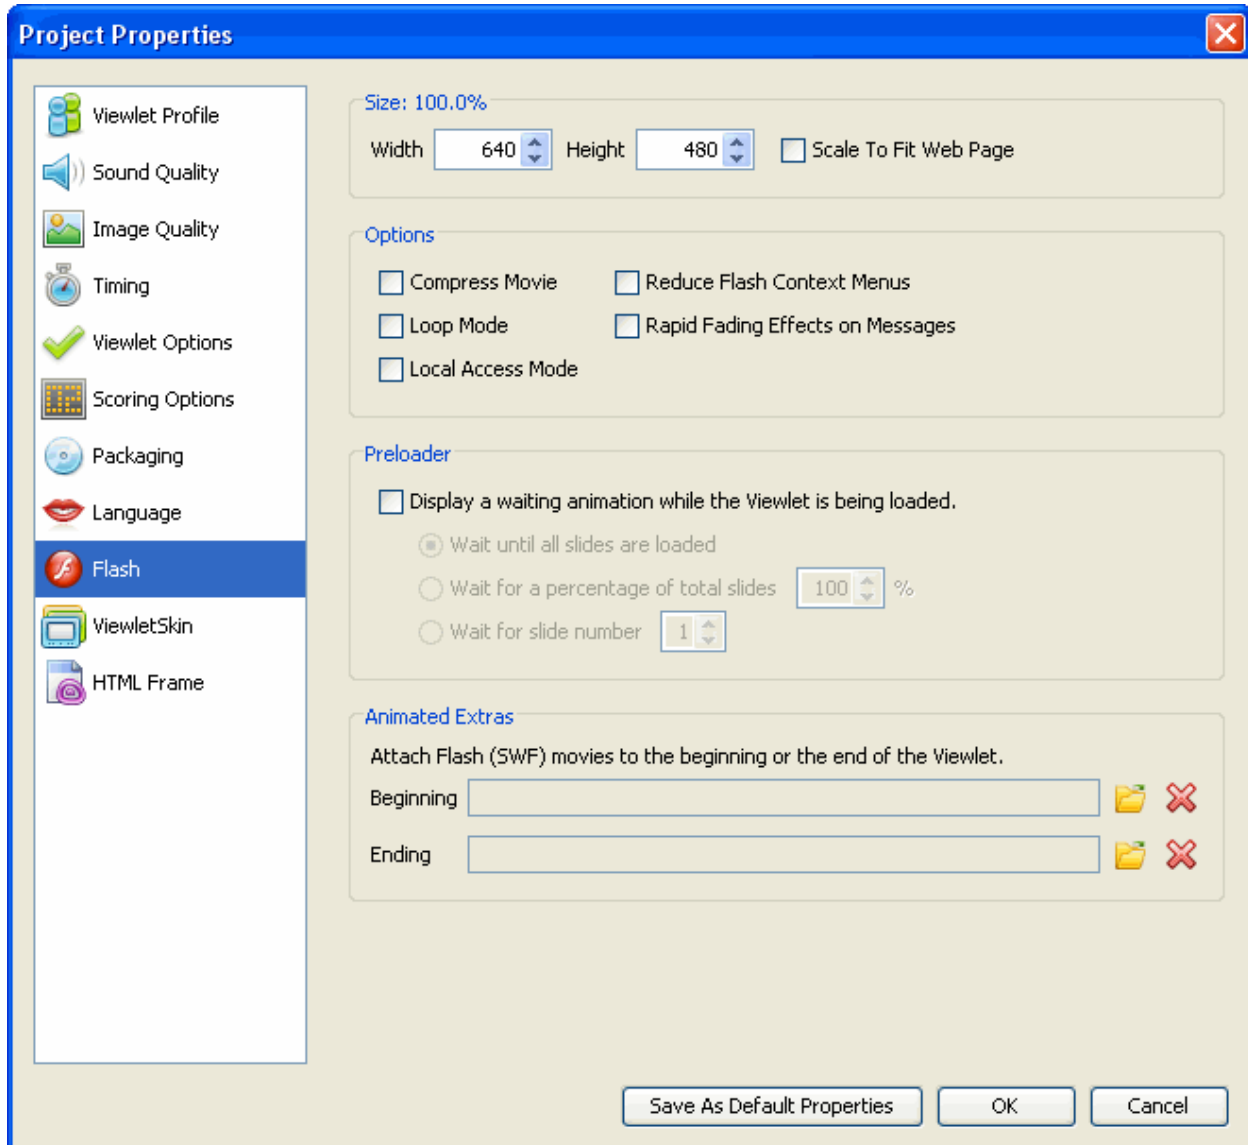 Project Properties
Viewlet Profile
Sound Quality
Image Quality
Timing
Viewlet Options
Scoring Options
Packaging
Language
Flash
ViewletSkin
HTML Frame
Size: 100.0%
Width 640 Height 480 Scale To Fit Web Page
Options
Compress Movie Reduce Flash Context Menus
Loop Mode Rapid Fading Effects on Messages
Local Access Mode
Preloader
Display a waiting animation while the Viewlet is being loaded.
Wait until all slides are loaded
Wait for a percentage of total slides 100 %
Wait for slide number 1
Animated Extras
Attach Flash (SWF) movies to the beginning or the end of the Viewlet.
Beginning
Ending
Save As Default Properties OK Cancel